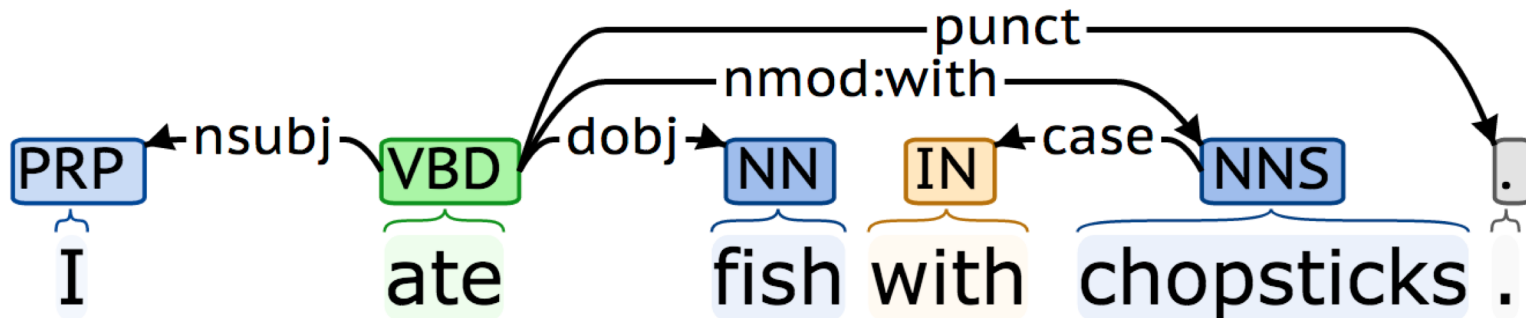 punct
nmod:with
nsubj dobj case
PRP VBD NN IN NNS .
I ate fish with chopsticks .